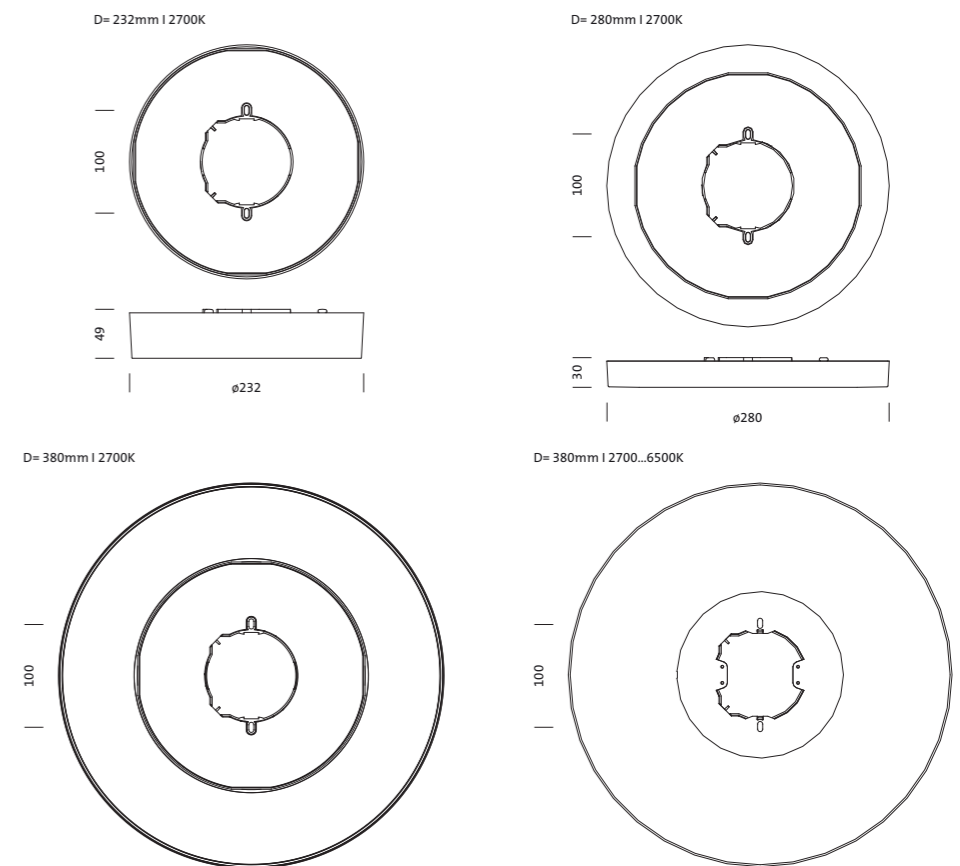 D= 232mm I 2700K
100
49
ø232
D= 280mm I 2700K
100
30
ø280
D= 380mm I 2700K
100
D= 380mm I 2700...6500K
100